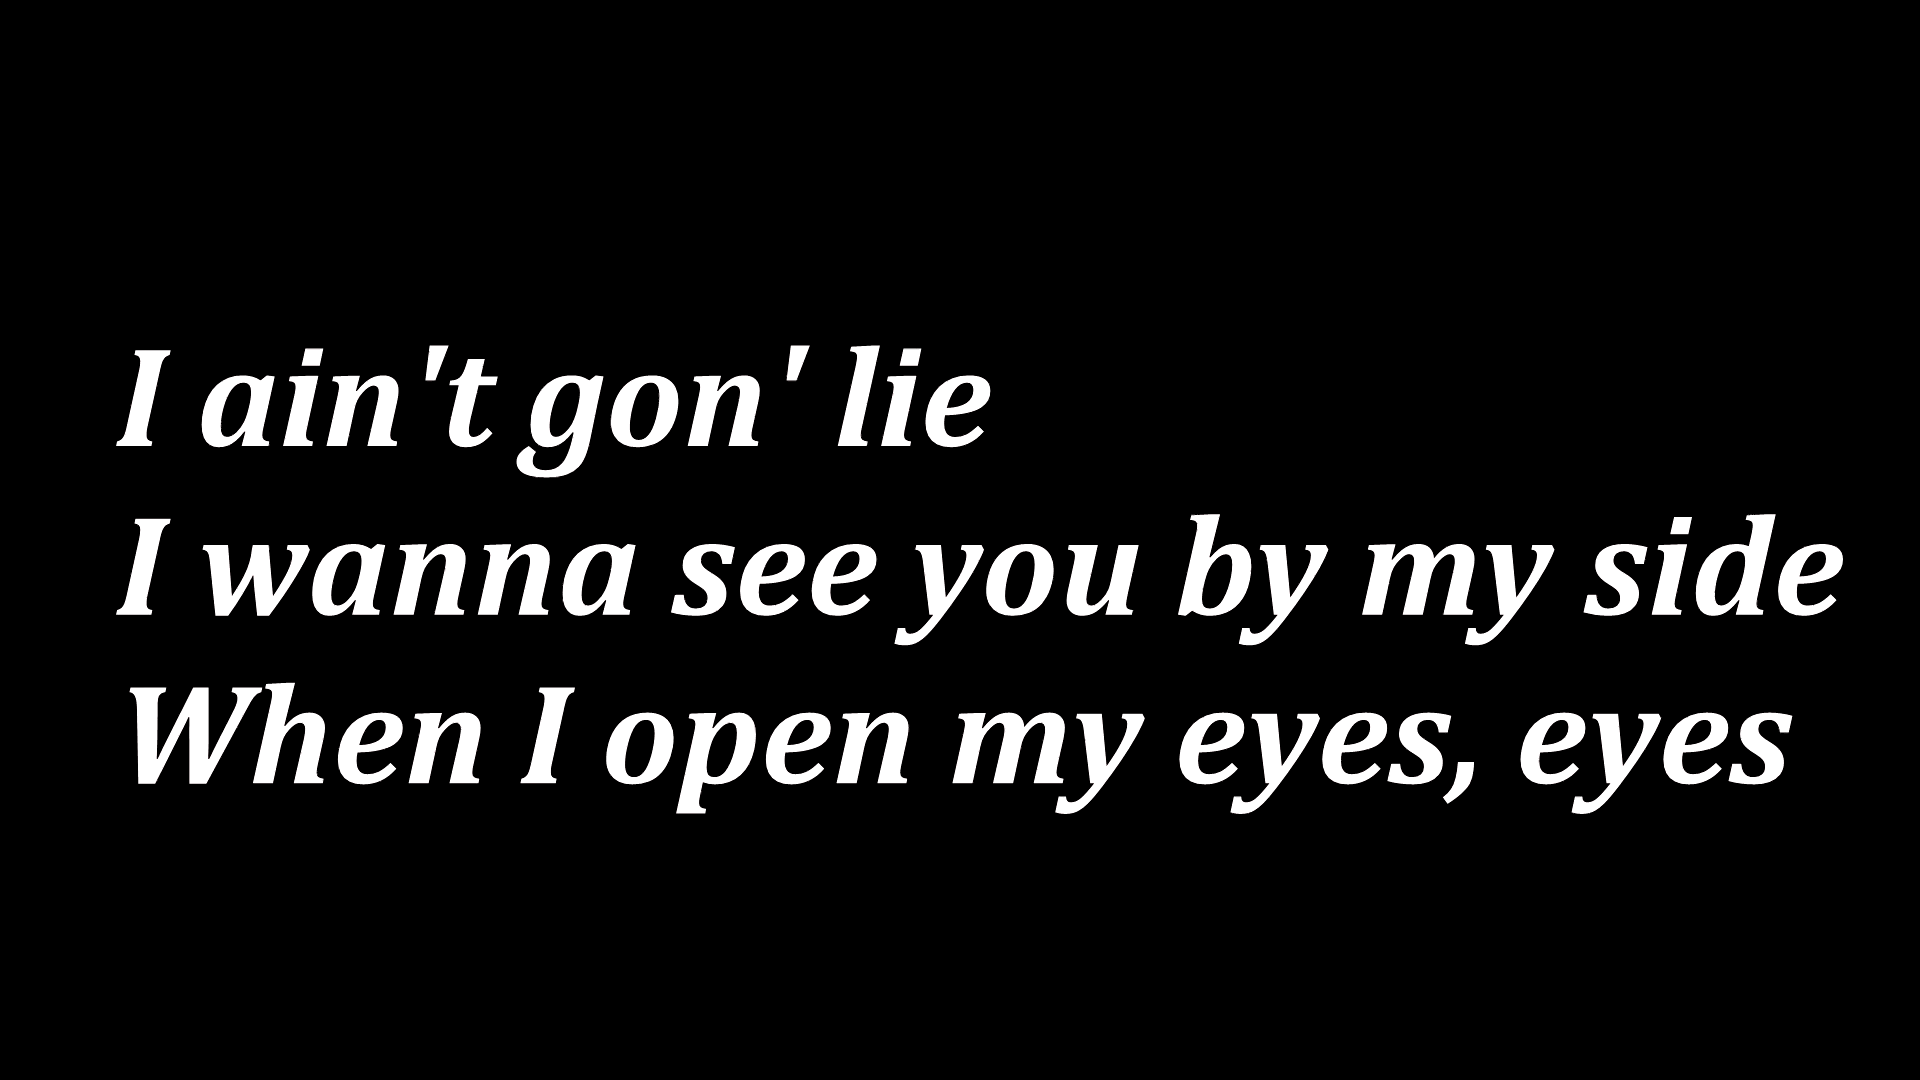 I ain't gon' lie
I wanna see you by my side
When I open my eyes, eyes